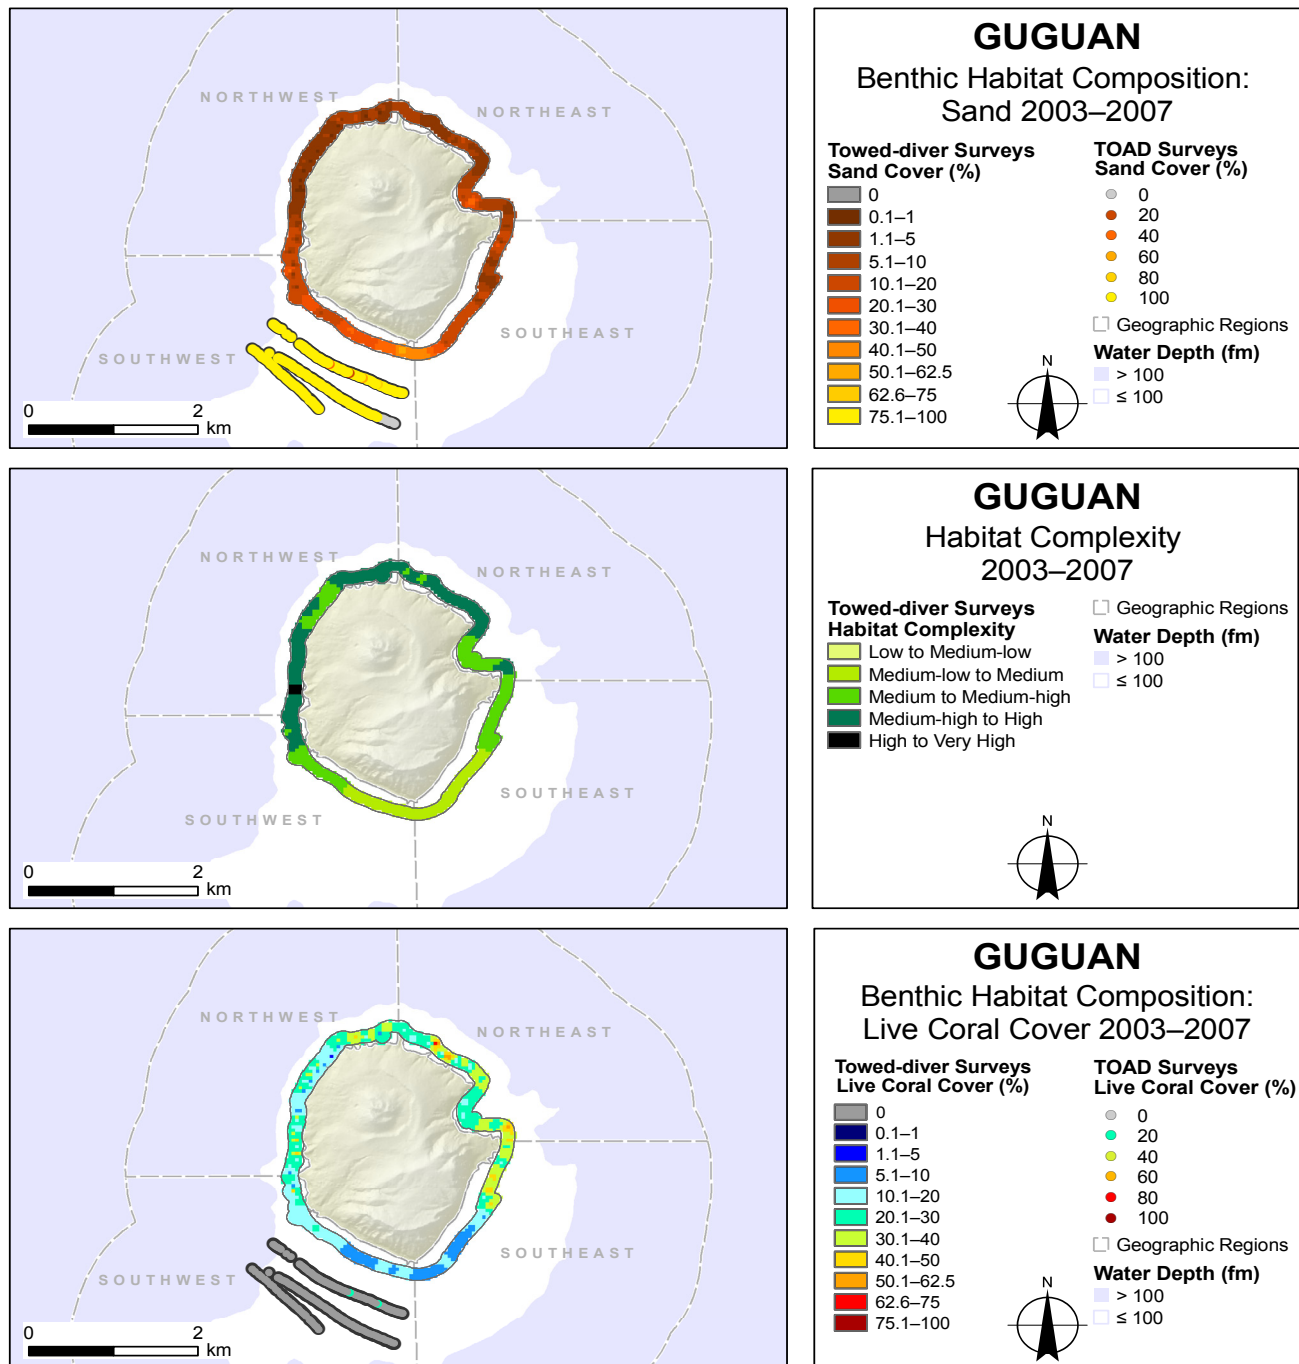 NORTHWEST
NORTHEAST
SOUTHEAST
SOUTHWEST
0 2
km
GUGUAN
Benthic Habitat Composition:
Sand 2003–2007
Towed-diver Surveys
Sand Cover (%)
0
0.1–1
1.1–5
5.1–10
10.1–20
20.1–30
30.1–40
40.1–50
50.1–62.5
62.6–75
75.1–100
TOAD Surveys
Sand Cover (%)
0
20
40
60
80
100
Geographic Regions
Water Depth (fm)
> 100
≤ 100
N
NORTHWEST
NORTHEAST
SOUTHEAST
SOUTHWEST
0 2
km
GUGUAN
Habitat Complexity
2003–2007
Towed-diver Surveys
Habitat Complexity
Low to Medium-low
Medium-low to Medium
Medium to Medium-high
Medium-high to High
High to Very High
Geographic Regions
Water Depth (fm)
> 100
≤ 100
N
NORTHWEST
NORTHEAST
SOUTHEAST
SOUTHWEST
0 2
km
GUGUAN
Benthic Habitat Composition:
Live Coral Cover 2003–2007
Towed-diver Surveys
Live Coral Cover (%)
0
0.1–1
1.1–5
5.1–10
10.1–20
20.1–30
30.1–40
40.1–50
50.1–62.5
62.6–75
75.1–100
TOAD Surveys
Live Coral Cover (%)
0
20
40
60
80
100
Geographic Regions
Water Depth (fm)
> 100
≤ 100
N